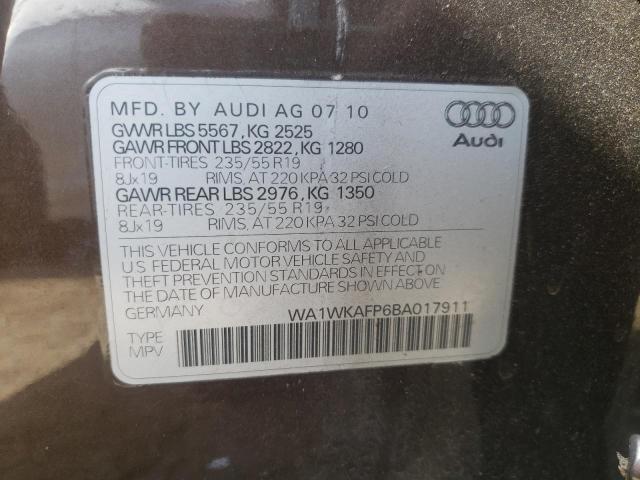 MFD. BY AUDI AG 07 10
GWWR LBS 5567, KG 2525
GAWR FRONT LBS 2822, KG 1280
FRONT-TIRES 235/55 R19
8Jx19 RIMS, AT 220 KPA 32 PSI COLD
GAWR REAR LBS 2976, KG 1350
REAR-TIRES 235/55 R19
8Jx19 RIMS, AT 220 KPA 32 PSI COLD
Audi
THIS VEHICLE CONFORMS TO ALL APPLICABLE
U.S FEDERAL MOTOR VEHICLE SAFETY AND
THEFT PREVENTION STANDARDS IN EFFECT ON
THE DATE OF MANUFACTURE SHOWN ABOVE
GERMANY WA1WKAFP6BA017911
TYPE
MPV